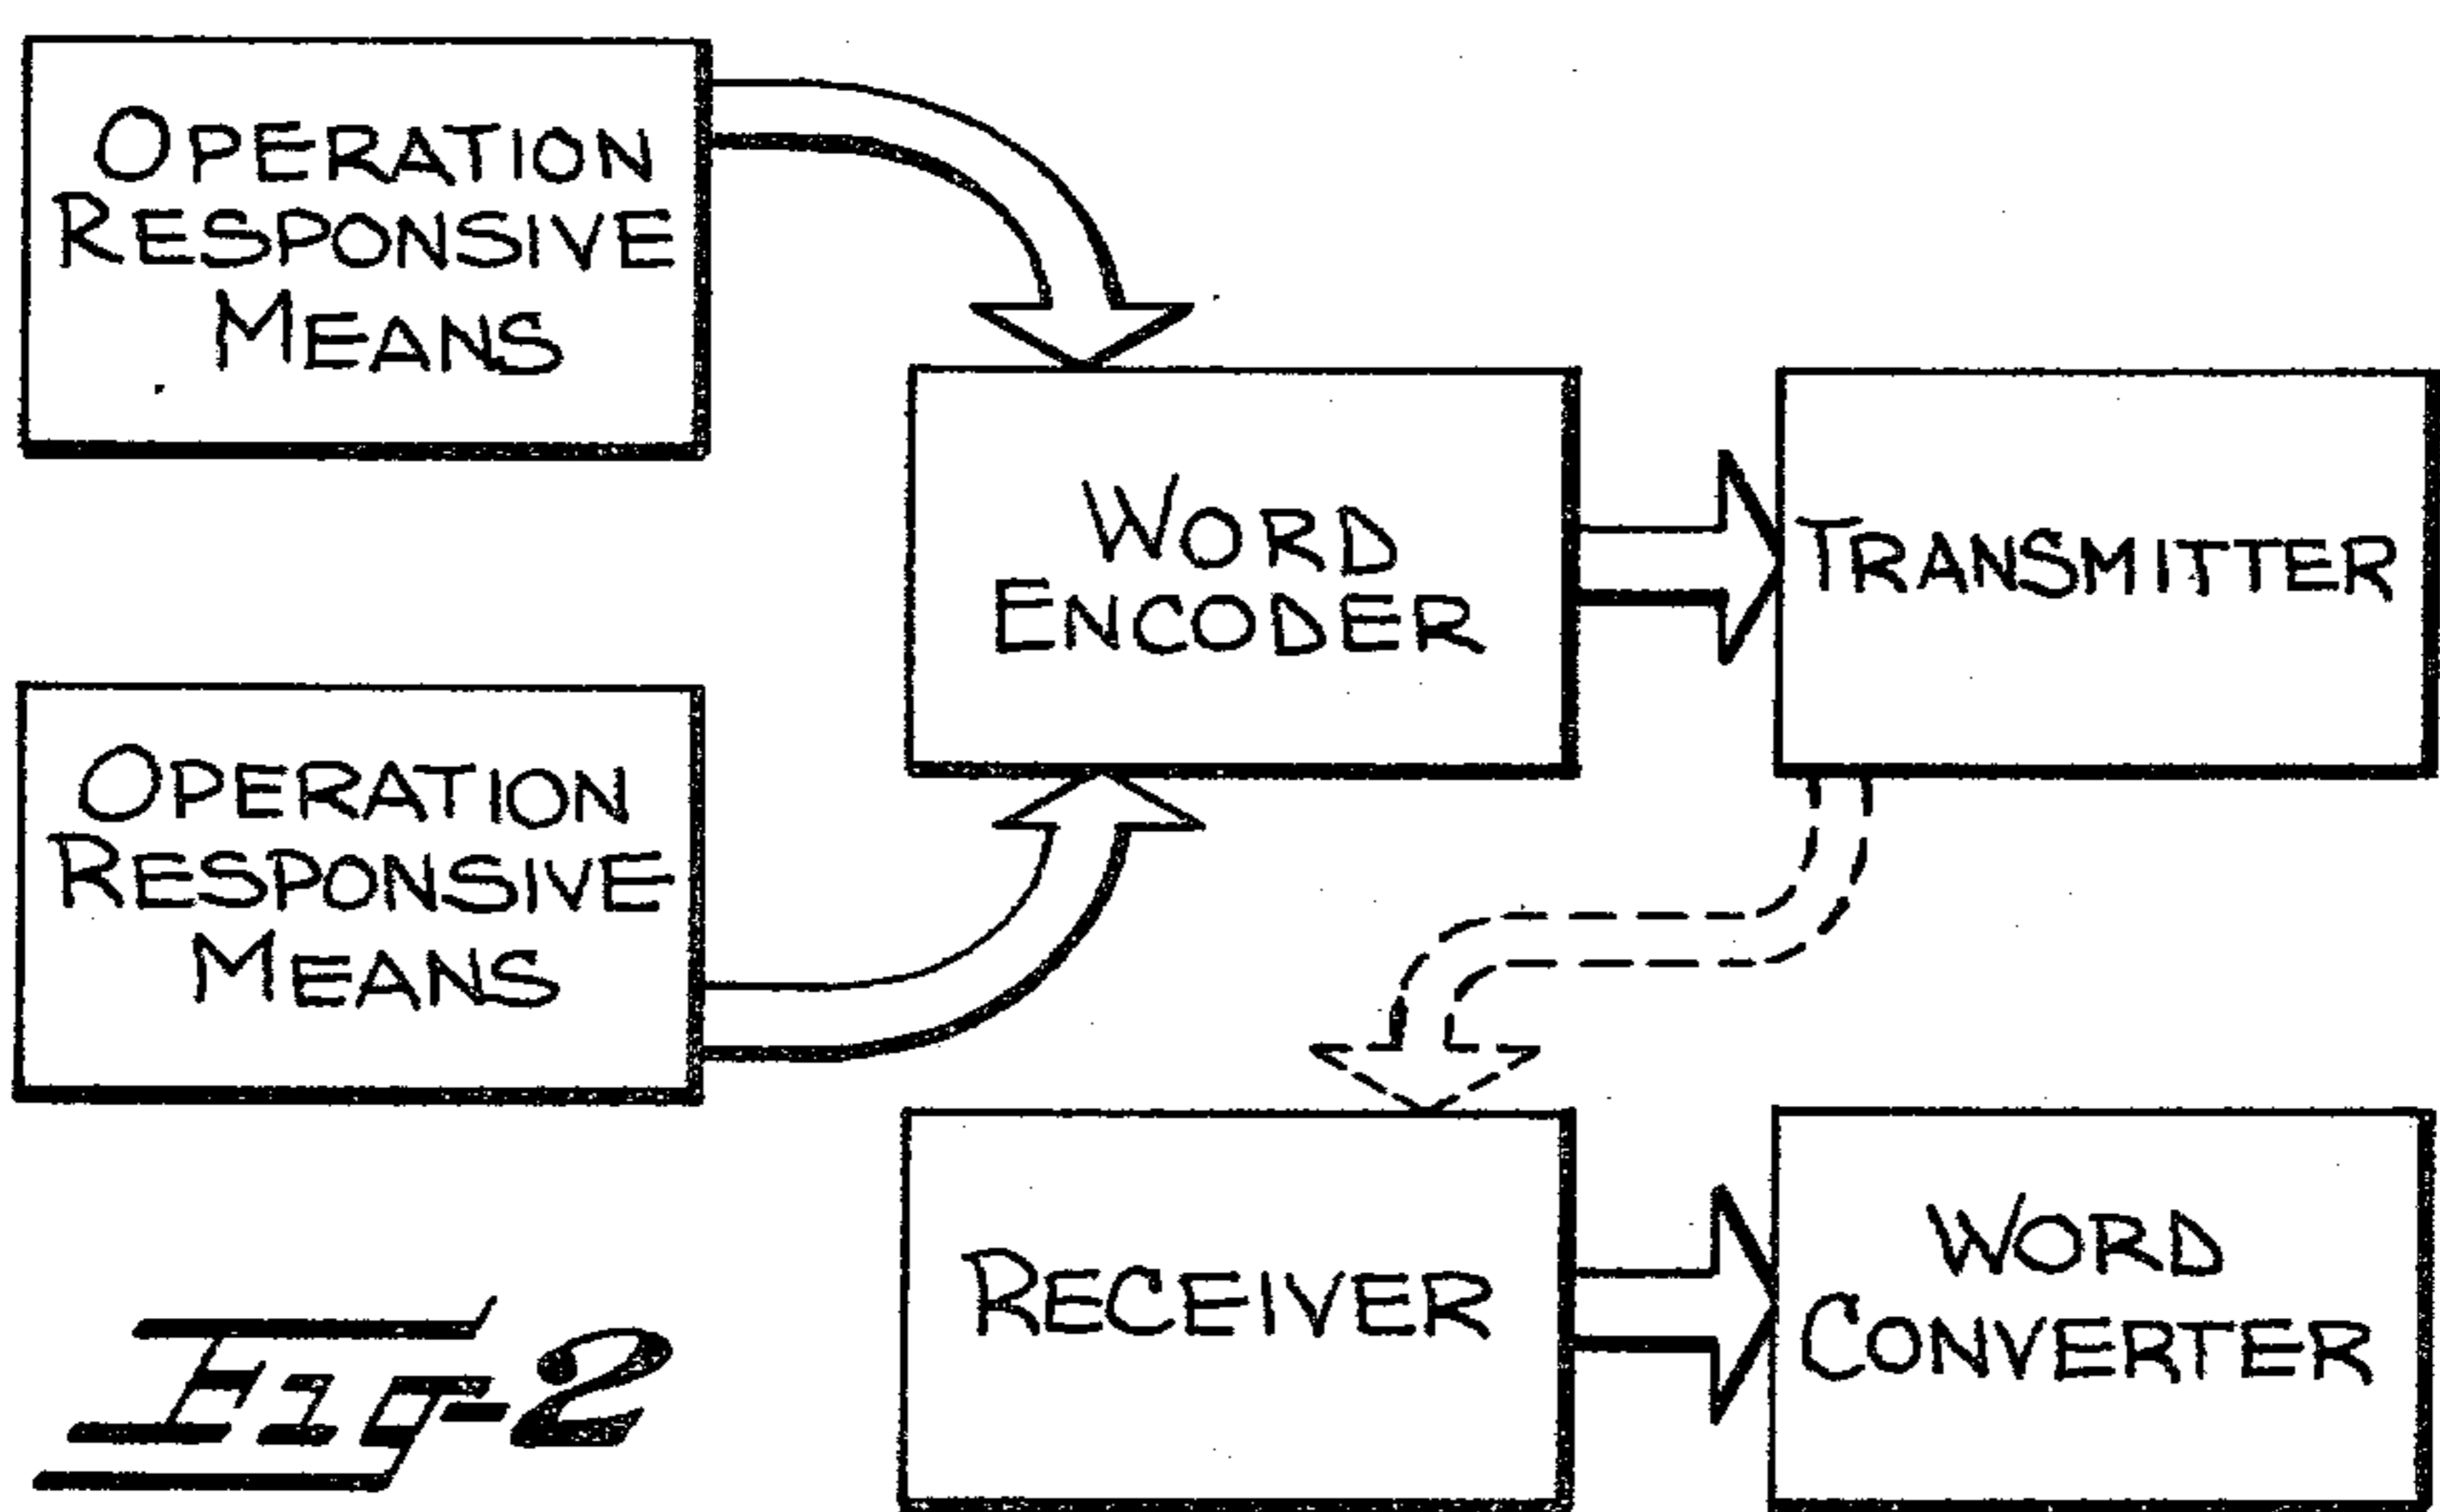 OPERATION
RESPONSIVE
MEANS
WORD
ENCODER
TRANSMITTER
OPERATION
RESPONSIVE
MEANS
RECEIVER
WORD
CONVERTER
Fig-2